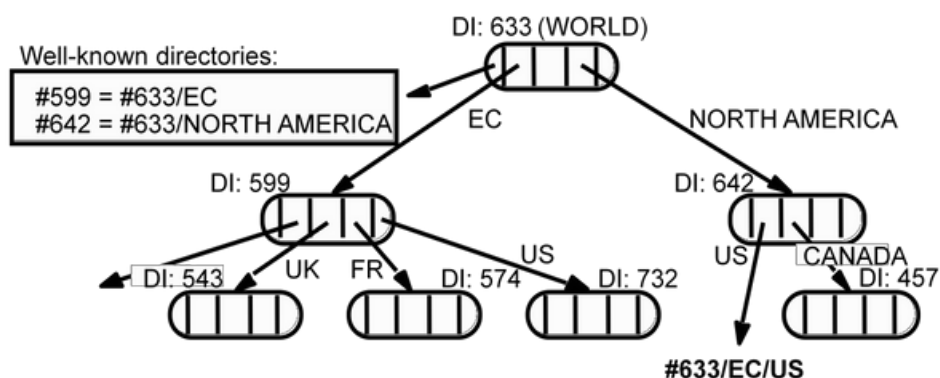 DI: 633 (WORLD)
Well-known directories:
#599 = #633/EC
#642 = #633/NORTH AMERICA
EC
NORTH AMERICA
DI: 599
DI: 642
US
US
CANADA
DI: 543
UK
FR
DI: 574
DI: 732
DI: 457
#633/EC/US